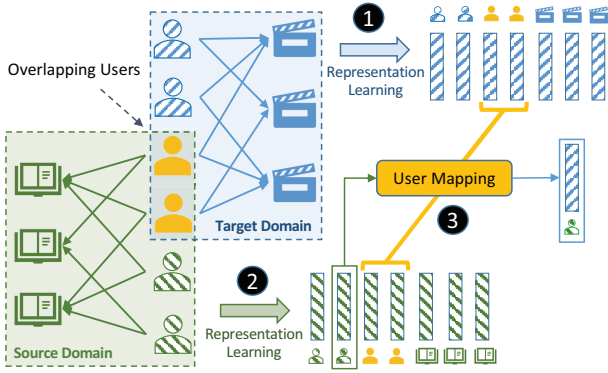 1
Representation
Learning
Overlapping Users
User Mapping
Target Domain
3
2
Representation
Learning
Source Domain